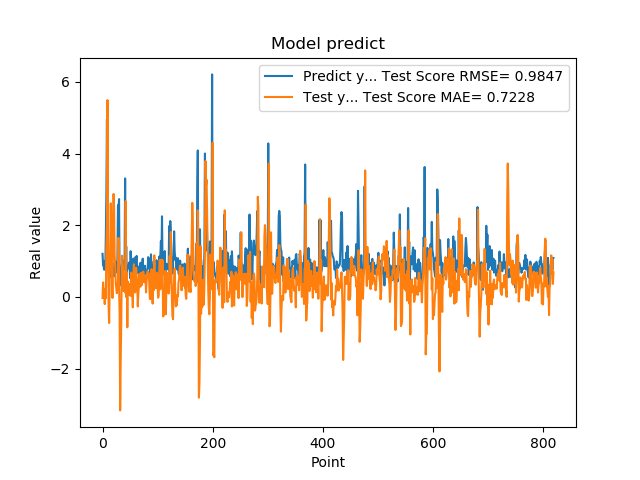 Model predict
Predict y... Test Score RMSE= 0.9847
Test y... Test Score MAE= 0.7228
Real value
6
4
2
0
−2
0 200 400 600 800
Point